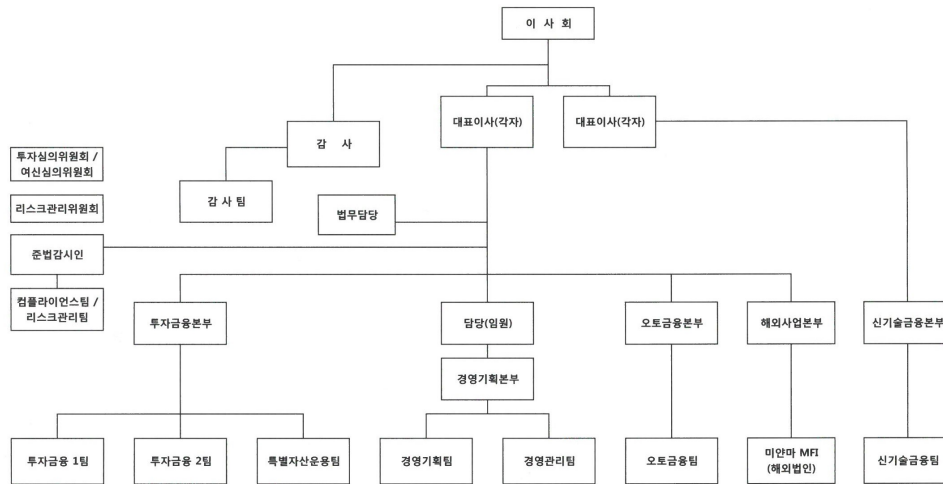 이 사 회
대표이사(각자)
대표이사(각자)
감 사
투자심의위원회 /
여신심의위원회
감 사 팀
리스크관리위원회
법무담당
준법감시인
컴플라이언스팀 /
리스크관리팀
투자금융본부
담당(임원)
오토금융본부
해외사업본부
신기술금융본부
경영기획본부
투자금융 1팀
투자금융 2팀
특별자산운용팀
경영기획팀
경영관리팀
오토금융팀
미얀마 MFI
(해외법인)
신기술금융팀